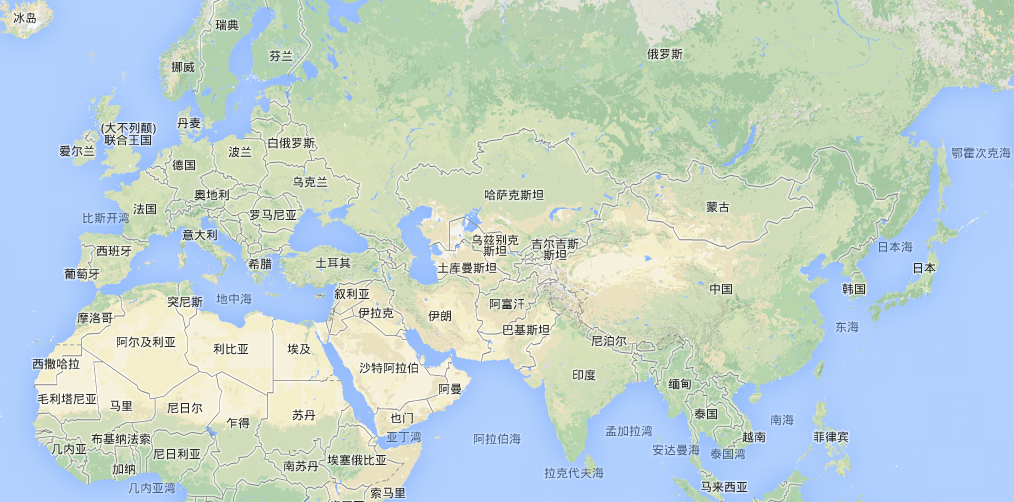 冰岛
瑞典
芬兰
俄罗斯
挪威
丹麦
(大不列颠)
联合王国
爱尔兰
白俄罗斯
波兰
德国
鄂霍次克海
乌克兰
奥地利
哈萨克斯坦
法国
蒙古
比斯开湾
罗马尼亚
意大利
乌兹别克
斯坦
吉尔吉斯
斯坦
日本海
西班牙
希腊
土耳其
土库曼斯坦
日本
葡萄牙
中国
韩国
叙利亚
地中海
突尼斯
阿富汗
伊拉克
伊朗
摩洛哥
巴基斯坦
东海
阿尔及利亚
利比亚
埃及
尼泊尔
西撒哈拉
沙特阿拉伯
印度
缅甸
阿曼
毛利塔尼亚
马里
尼日尔
苏丹
乍得
也门
泰国
南海
布基纳法索
亚丁湾
阿拉伯海
孟加拉湾
越南
菲律宾
几内亚
尼日利亚
安达曼海
泰国湾
加纳
南苏丹
埃塞俄比亚
拉克代夫海
几内亚湾
索马里
马来西亚